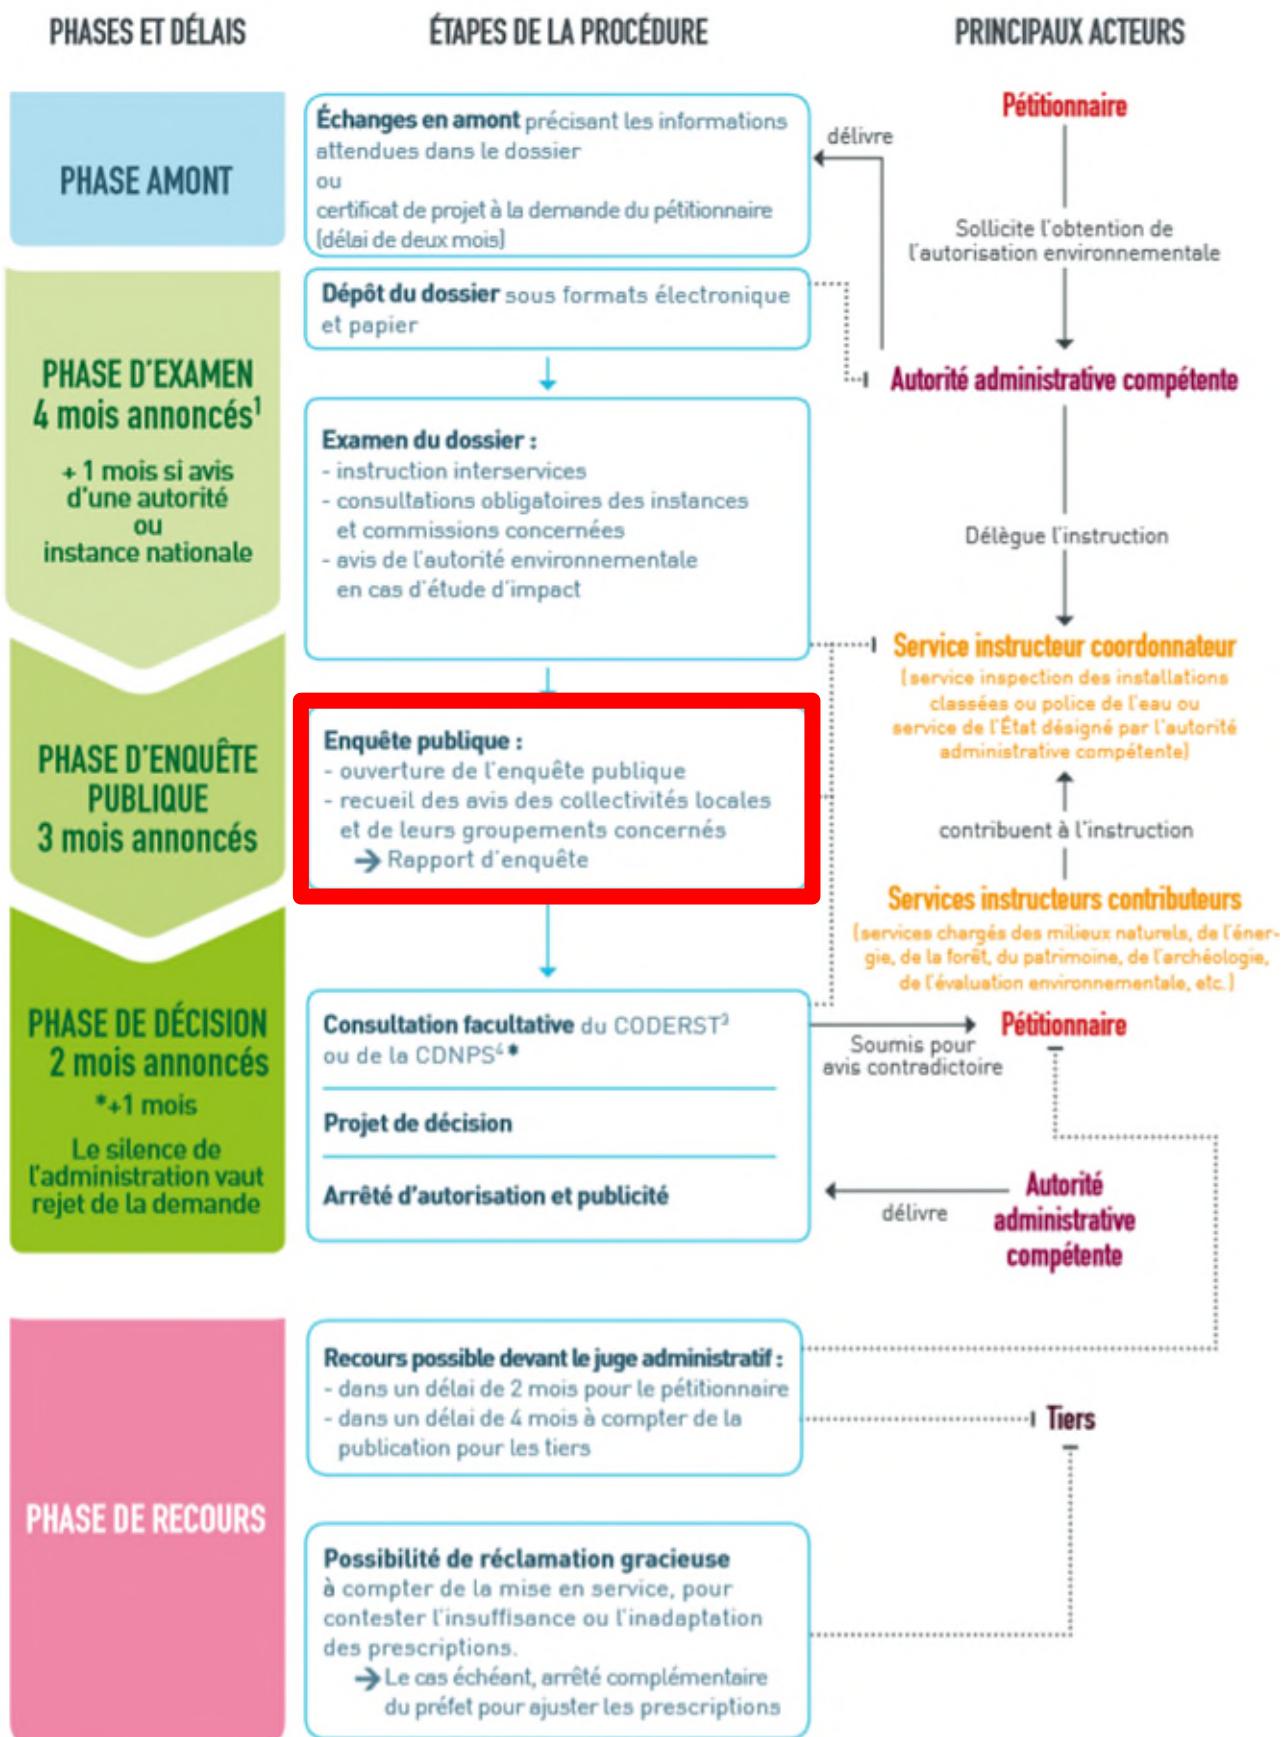 PHASES ET DÉLAIS
ÉTAPES DE LA PROCÉDURE
PRINCIPAUX ACTEURS
PHASE AMONT
Échanges en amont précisant les informations
attendues dans le dossier
ou
certificat de projet à la demande du pétitionnaire
(délai de deux mois)
délivre
Pétitionnaire
Sollicite l'obtention de
l'autorisation environnementale
PHASE D'EXAMEN
4 mois annoncés¹
+ 1 mois si avis
d'une autorité
ou
instance nationale
Dépôt du dossier sous formats électronique
et papier
Autorité administrative compétente
Examen du dossier :
- instruction interservices
- consultations obligatoires des instances
et commissions concernées
- avis de l'autorité environnementale
en cas d'étude d'impact
Délègue l'instruction
Service instructeur coordonnateur
(service inspection des installations
classées ou police de l'eau ou
service de l'État désigné par l'autorité
administrative compétente)
PHASE D'ENQUÊTE
PUBLIQUE
3 mois annoncés
Enquête publique :
- ouverture de l'enquête publique
- recueil des avis des collectivités locales
et de leurs groupements concernés
→ Rapport d'enquête
contribuent à l'instruction
Services instructeurs contributeurs
(services chargés des milieux naturels, de l'éner-
gie, de la forêt, du patrimoine, de l'archéologie,
de l'évaluation environnementale, etc.)
PHASE DE DÉCISION
2 mois annoncés
*+1 mois
Le silence de
l'administration vaut
rejet de la demande
Consultation facultative du CODERST³
ou de la CDNPS⁴*
Projet de décision
Arrêté d'autorisation et publicité
Soumis pour
avis contradictoire
Pétitionnaire
délivre
Autorité
administrative
compétente
PHASE DE RECOURS
Recours possible devant le juge administratif :
- dans un délai de 2 mois pour le pétitionnaire
- dans un délai de 4 mois à compter de la
publication pour les tiers
Tiers
Possibilité de réclamation gracieuse
à compter de la mise en service, pour
contester l'insuffisance ou l'inadaptation
des prescriptions.
→ Le cas échéant, arrêté complémentaire
du préfet pour ajuster les prescriptions